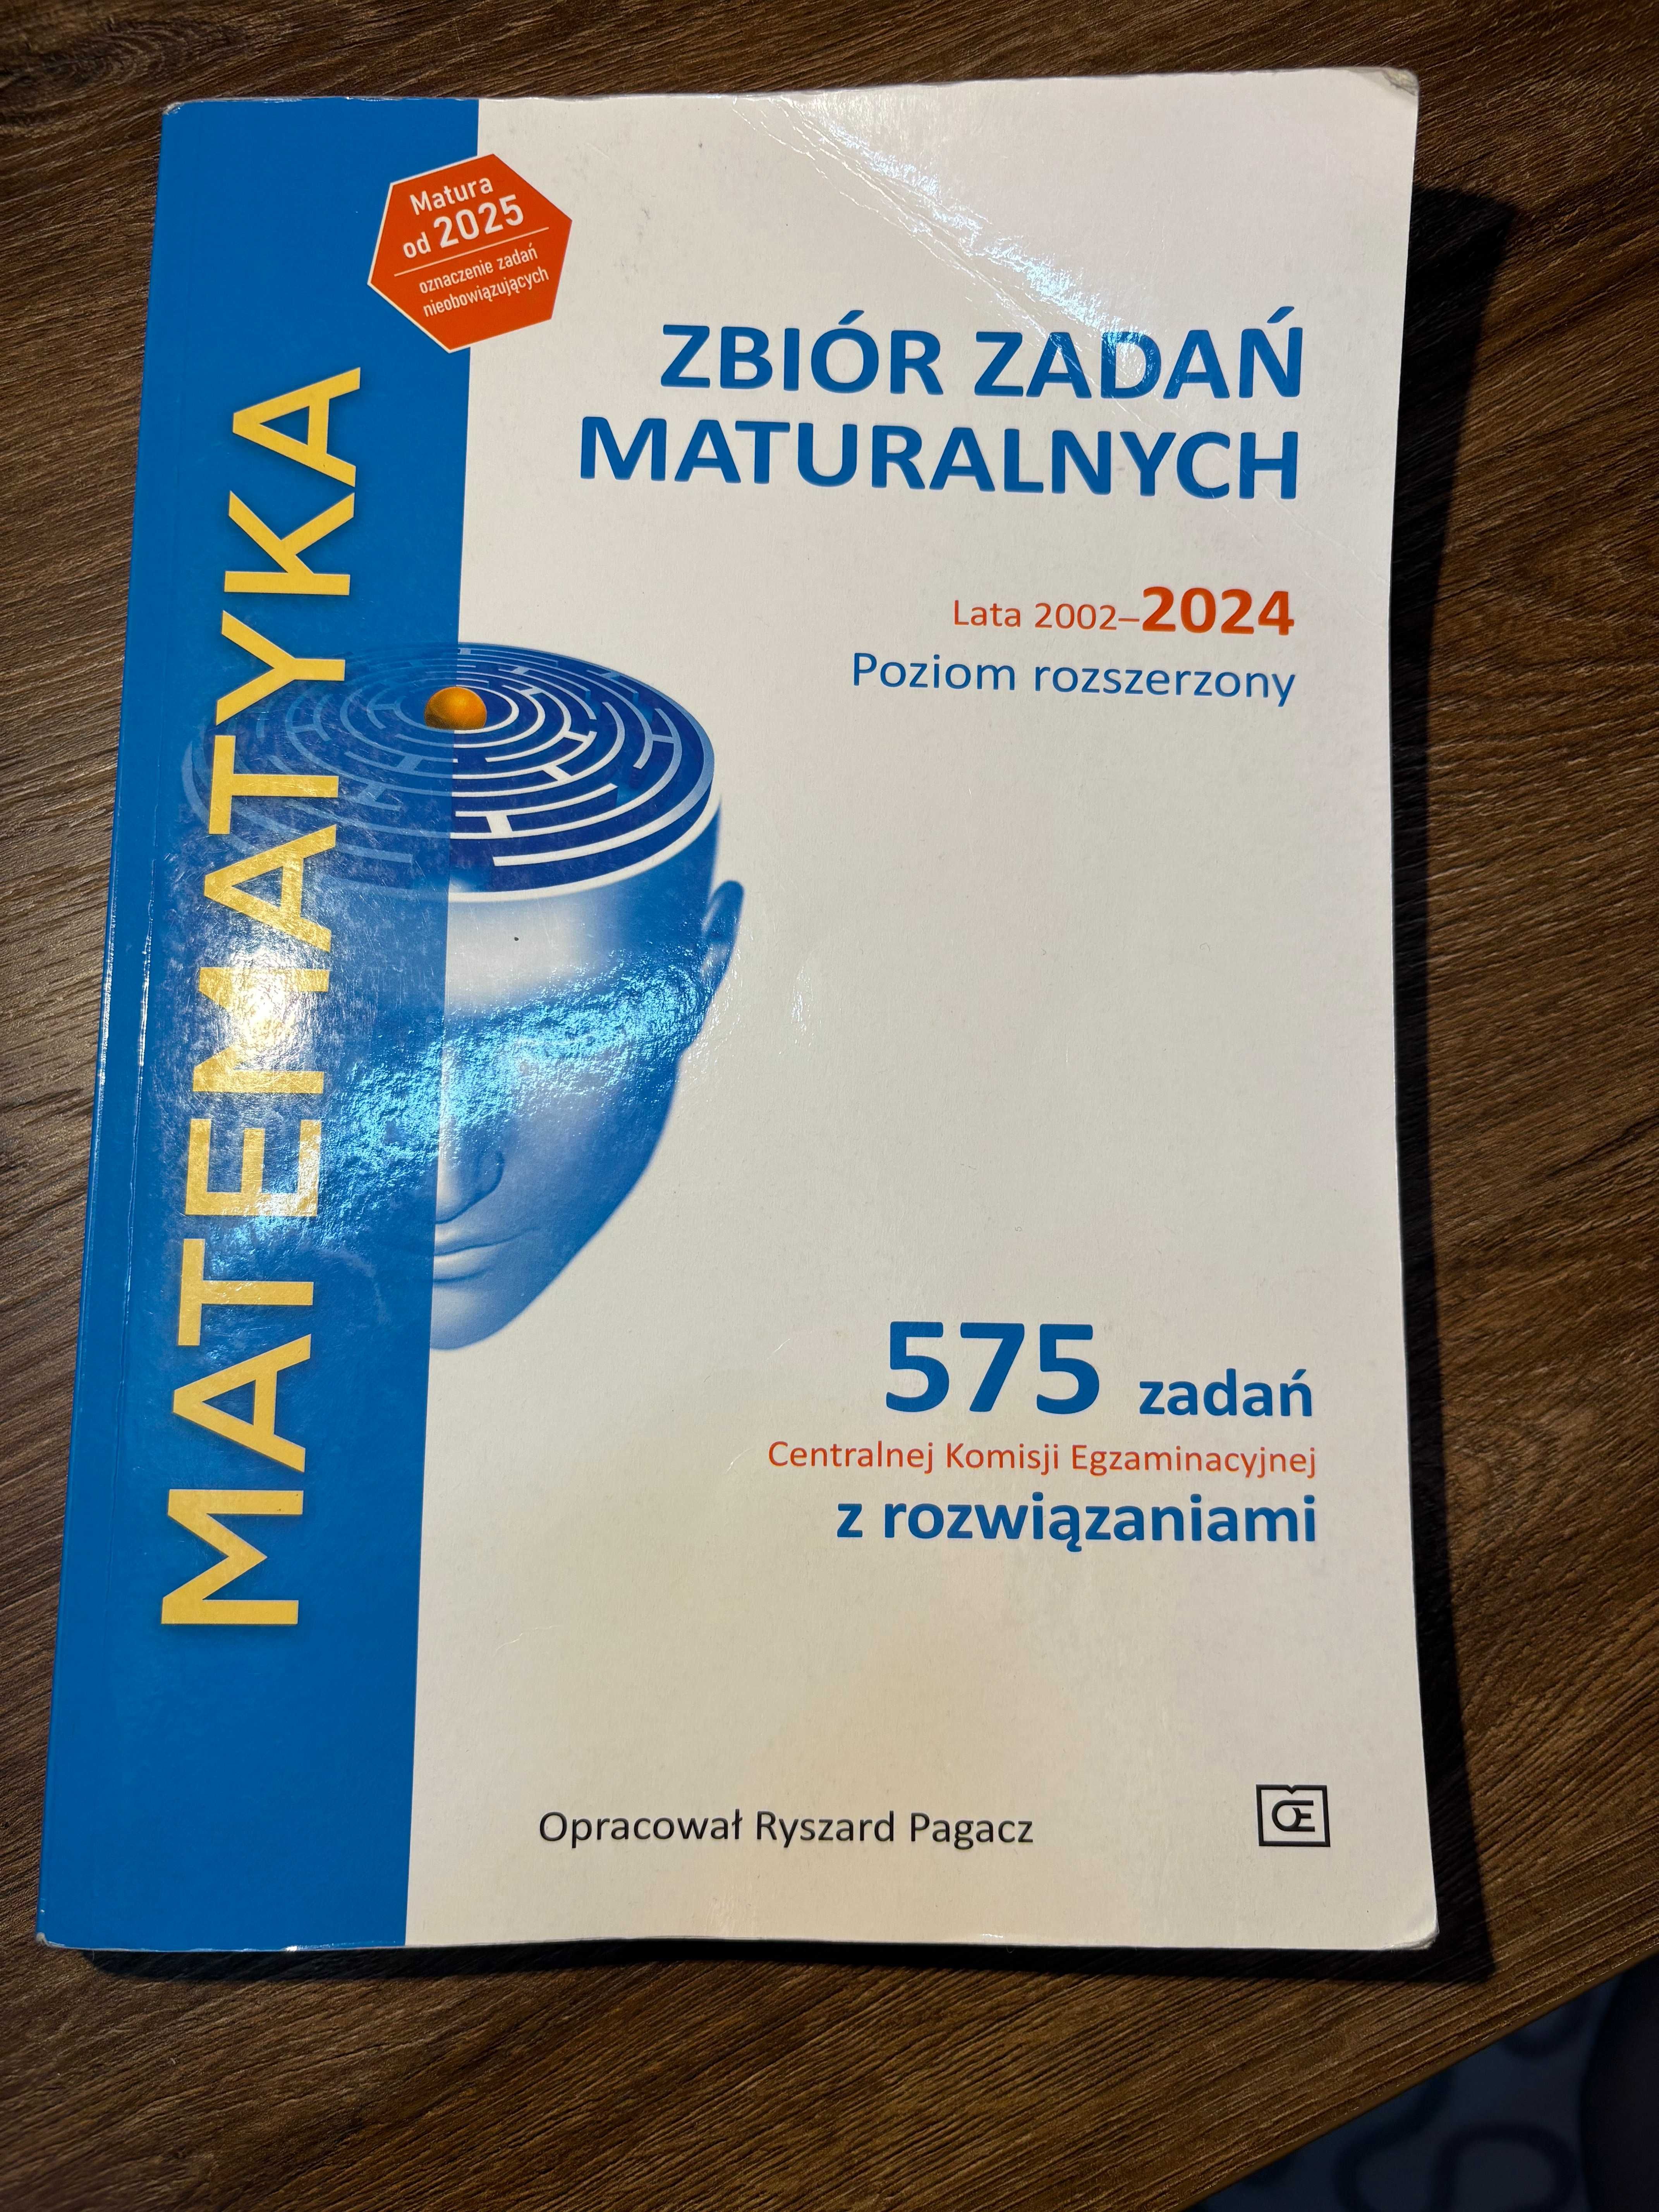 Matura
od 2025
oznaczenie zadań
nieobowiązujących
MATEMATYKA
ZBIÓR ZADAŃ
MATURALNYCH
Lata 2002–2024
Poziom rozszerzony
575 zadań
Centralnej Komisji Egzaminacyjnej
z rozwiązaniami
Opracował Ryszard Pagacz
OE